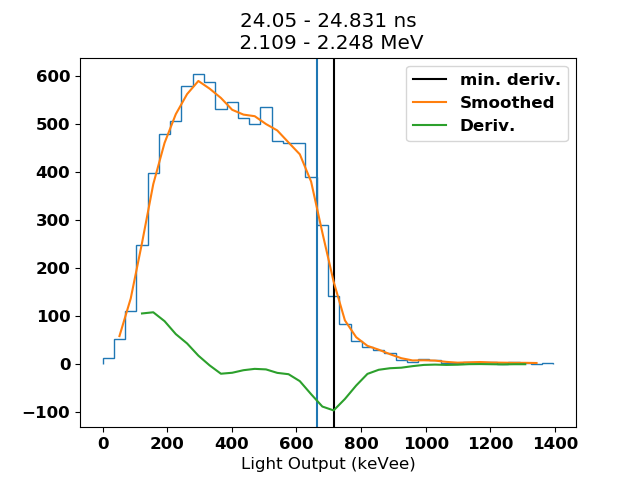 24.05 - 24.831 ns
2.109 - 2.248 MeV
min. deriv.
Smoothed
Deriv.
600
500
400
300
200
100
0
−100
0 200 400 600 800 1000 1200 1400
Light Output (keVee)